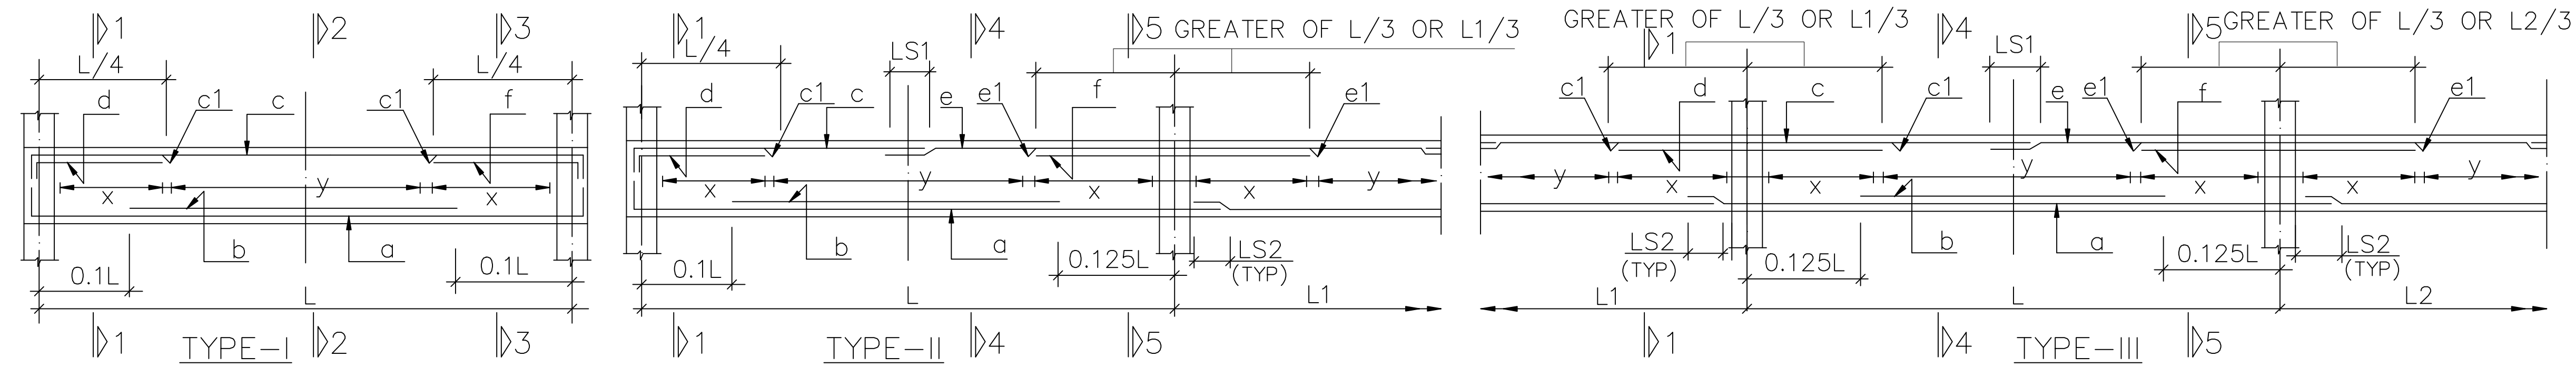 1 2 3
L/4 L/4
d c1 c c1 f
x y x
b a
0.1L 0.1L
L
1 2 3
TYPE-I
1 4 5 GREATER OF L/3 OR L1/3
L/4 LS1
d c1 c e e1 f e1
x y x x y
b a
0.1L 0.125L LS2
(TYP)
L L1
1 4 5
TYPE-II
GREATER OF L/3 OR L1/3 4 5 GREATER OF L/3 OR L2/3
1 LS1
c1 d c c1 e e1 f e1
y x x y x x y
LS2 b a LS2
(TYP) 0.125L 0.125L (TYP)
L1 L L2
1 4 5
TYPE-III